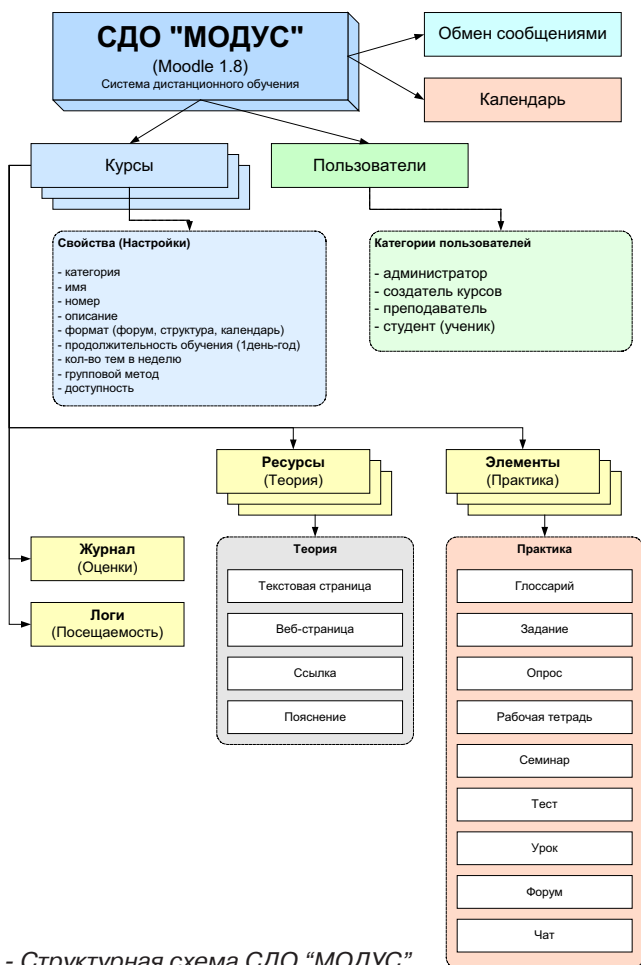 СДО "МОДУС"
(Moodle 1.8)
Система дистанционного обучения
Обмен сообщениями
Календарь
Курсы
Пользователи
Свойства (Настройки)
- категория
- имя
- номер
- описание
- формат (форум, структура, календарь)
- продолжительность обучения (1день-год)
- кол-во тем в неделю
- групповой метод
- доступность
Категории пользователей
- администратор
- создатель курсов
- преподаватель
- студент (ученик)
Ресурсы
(Теория)
Элементы
(Практика)
Журнал
(Оценки)
Логи
(Посещаемость)
Теория
Текстовая страница
Веб-страница
Ссылка
Пояснение
Практика
Глоссарий
Задание
Опрос
Рабочая тетрадь
Семинар
Тест
Урок
Форум
Чат
- Структурная схема СДО “МОДУС”